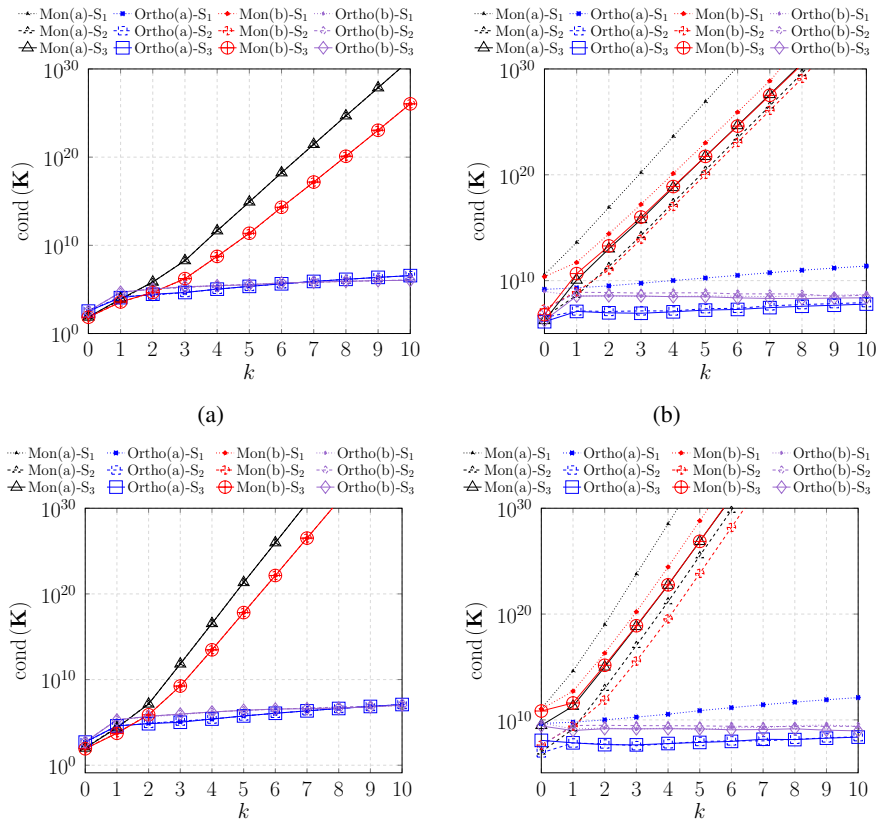 Mon(a)-S₁ Ortho(a)-S₁ Mon(b)-S₁ Ortho(b)-S₁
Mon(a)-S₂ Ortho(a)-S₂ Mon(b)-S₂ Ortho(b)-S₂
Mon(a)-S₃ Ortho(a)-S₃ Mon(b)-S₃ Ortho(b)-S₃
10³⁰
10²⁰
10¹⁰
10⁰
cond (K)
0 1 2 3 4 5 6 7 8 9 10
k
(a)
Mon(a)-S₁ Ortho(a)-S₁ Mon(b)-S₁ Ortho(b)-S₁
Mon(a)-S₂ Ortho(a)-S₂ Mon(b)-S₂ Ortho(b)-S₂
Mon(a)-S₃ Ortho(a)-S₃ Mon(b)-S₃ Ortho(b)-S₃
10³⁰
10²⁰
10¹⁰
cond (K)
0 1 2 3 4 5 6 7 8 9 10
k
(b)
Mon(a)-S₁ Ortho(a)-S₁ Mon(b)-S₁ Ortho(b)-S₁
Mon(a)-S₂ Ortho(a)-S₂ Mon(b)-S₂ Ortho(b)-S₂
Mon(a)-S₃ Ortho(a)-S₃ Mon(b)-S₃ Ortho(b)-S₃
10³⁰
10²⁰
10¹⁰
10⁰
cond (K)
0 1 2 3 4 5 6 7 8 9 10
k
Mon(a)-S₁ Ortho(a)-S₁ Mon(b)-S₁ Ortho(b)-S₁
Mon(a)-S₂ Ortho(a)-S₂ Mon(b)-S₂ Ortho(b)-S₂
Mon(a)-S₃ Ortho(a)-S₃ Mon(b)-S₃ Ortho(b)-S₃
10³⁰
10²⁰
10¹⁰
cond (K)
0 1 2 3 4 5 6 7 8 9 10
k